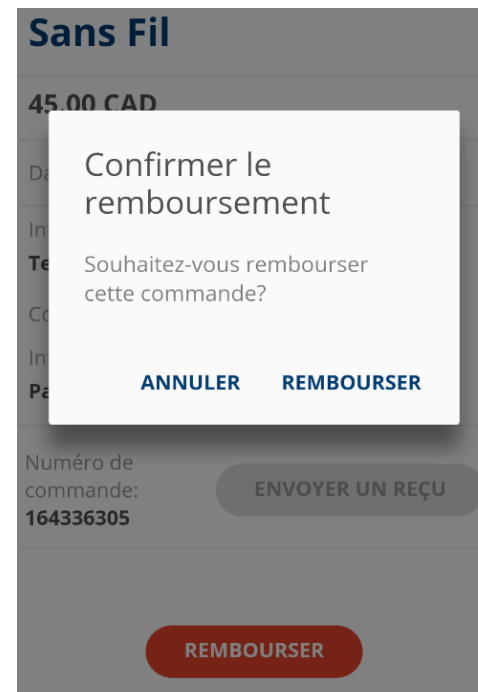 Sans Fil
45.00 CAD
Confirmer le
remboursement
Souhaitez-vous rembourser
cette commande?
ANNULER REMBOURSER
Numéro de
commande:
164336305
ENVOYER UN REÇU
REMBOURSER